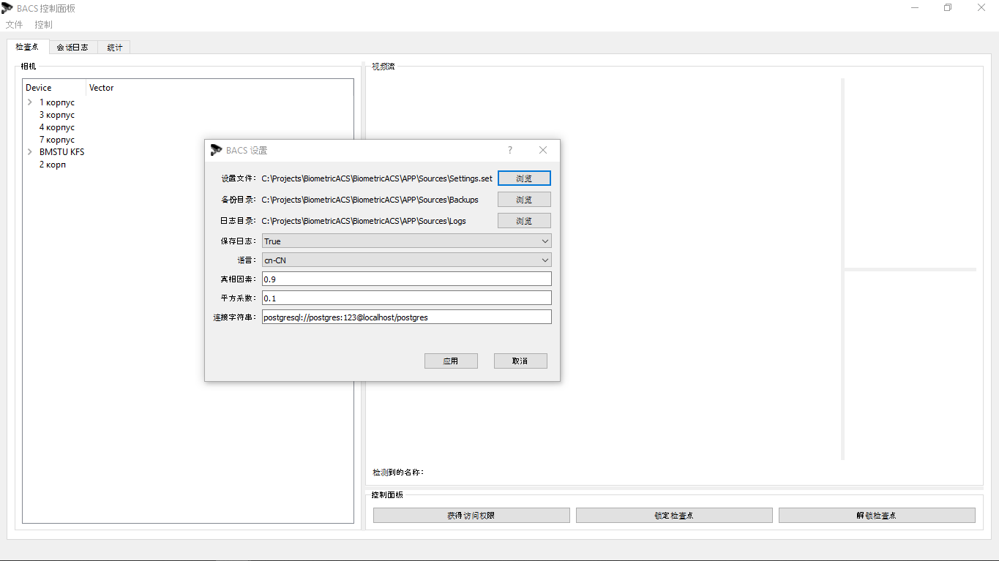 BACS 控制面板
文件 控制
检查点 会话日志 统计
相机
Device Vector
1 корпус
3 корпус
4 корпус
7 корпус
BMSTU KFS
2 корп
BACS 设置 ?
设置文件: C:\Projects\BiometricACS\BiometricACS\APP\Sources\Settings.set 浏览
备份目录: C:\Projects\BiometricACS\BiometricACS\APP\Sources\Backups 浏览
日志目录: C:\Projects\BiometricACS\BiometricACS\APP\Sources\Logs 浏览
保存日志: True
语言: cn-CN
真相因素: 0.9
平方系数: 0.1
连接字符串: postgresql://postgres:123@localhost/postgres
应用 取消
视频流
检测到的名称:
控制面板
获得访问权限 锁定检查点 解锁检查点